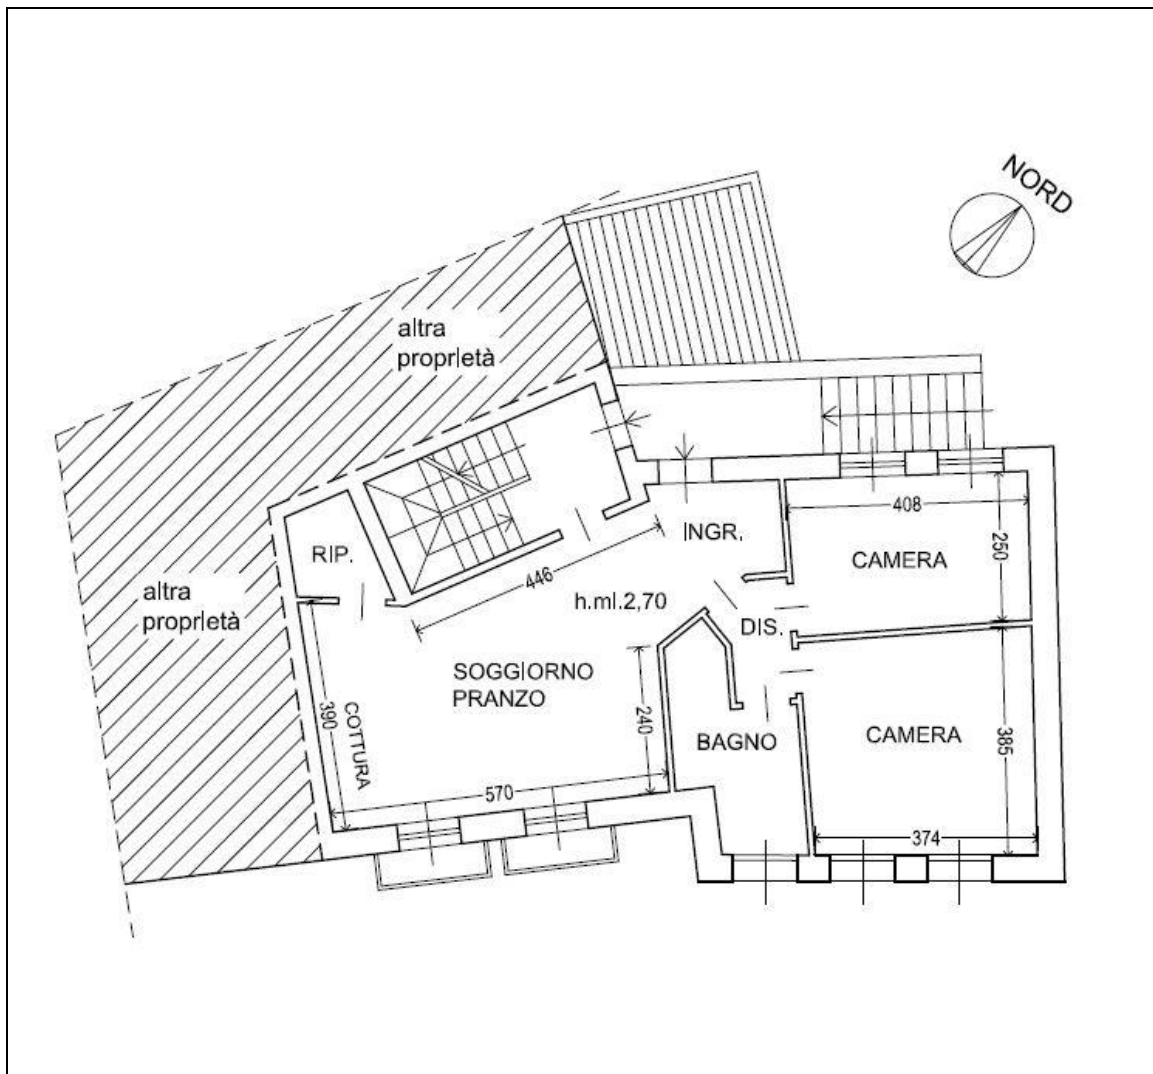 NORD
altra
proprietà
408
INGR.
250
CAMERA
RIP.
446
altra
proprietà
h.ml.2,70
DIS.
SOGGIORNO
PRANZO
390
COTTURA
240
BAGNO
CAMERA
385
570
374